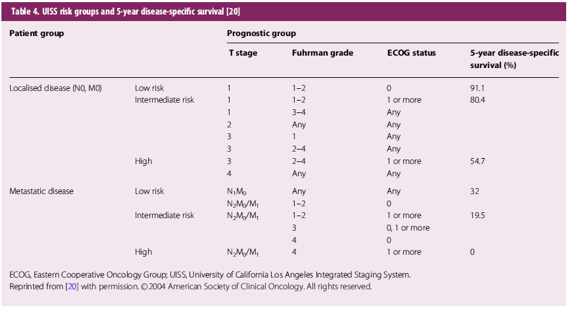 Table 4. UISS risk groups and 5-year disease-specific survival [20]
Patient group Prognostic group
T stage Fuhrman grade ECOG status 5-year disease-specific
survival (%)
Localised disease (N0, M0) Low risk 1 1–2 0 91.1
Intermediate risk 1 1–2 1 or more 80.4
1 3–4 Any
2 Any Any
3 1 Any
3 2–4 Any
High 3 2–4 1 or more 54.7
4 Any Any
Metastatic disease Low risk N1M0 Any Any 32
N2M0/M1 1–2 0
Intermediate risk N2M0/M1 1–2 1 or more 19.5
3 0, 1 or more
4 0
High N2M0/M1 4 1 or more 0
ECOG, Eastern Cooperative Oncology Group; UISS, University of California Los Angeles Integrated Staging System.
Reprinted from [20] with permission. © 2004 American Society of Clinical Oncology. All rights reserved.